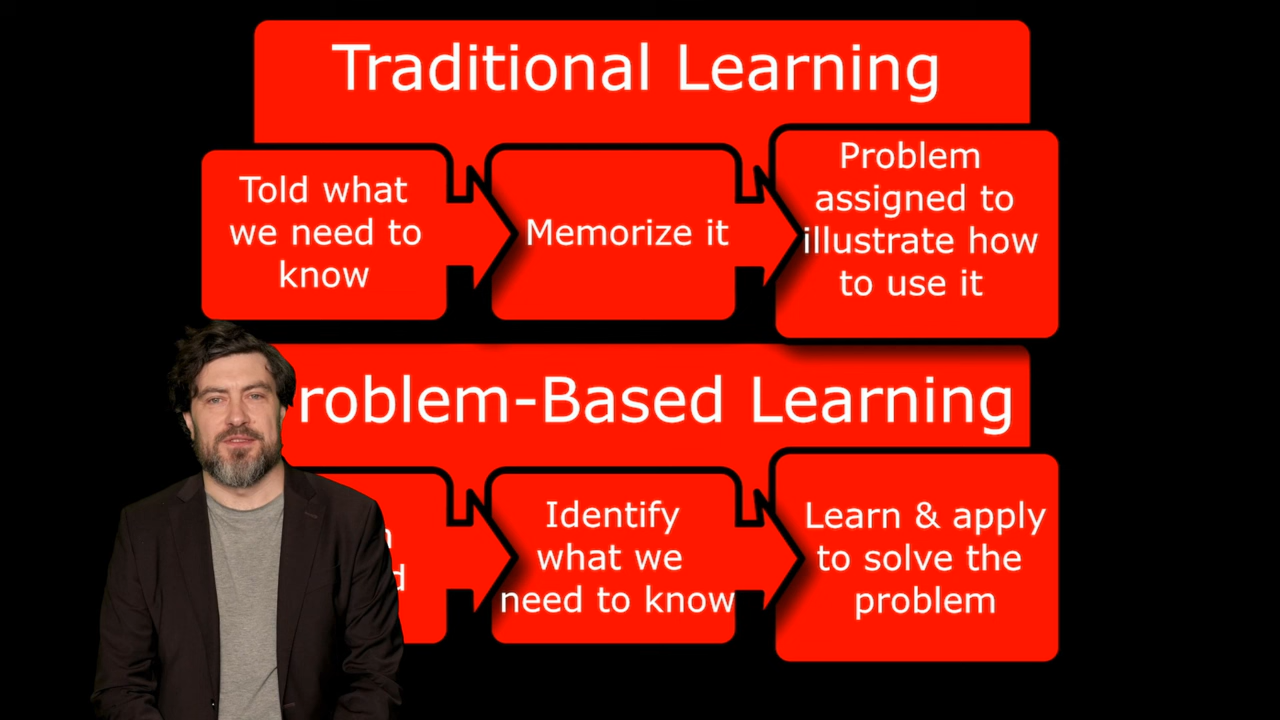 Traditional Learning
Told what
we need to
know
Memorize it
Problem
assigned to
illustrate how
to use it
roblem-Based Learning
Identify
what we
need to know
Learn & apply
to solve the
problem